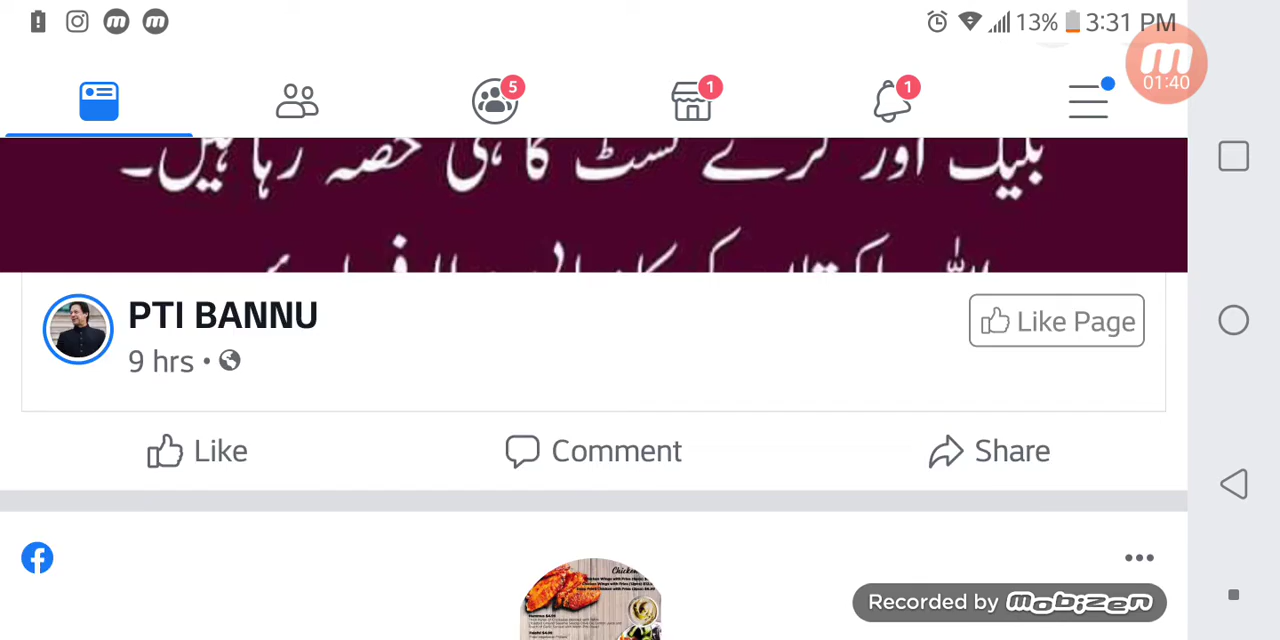 13% 3:31 PM
01:40
5
1
1
بلیک اور گرے لسٹ کا ہی حصہ رہا ہیں۔
PTI BANNU
Like Page
9 hrs •
Like
Comment
Share
Chicken
Recorded by mobizen